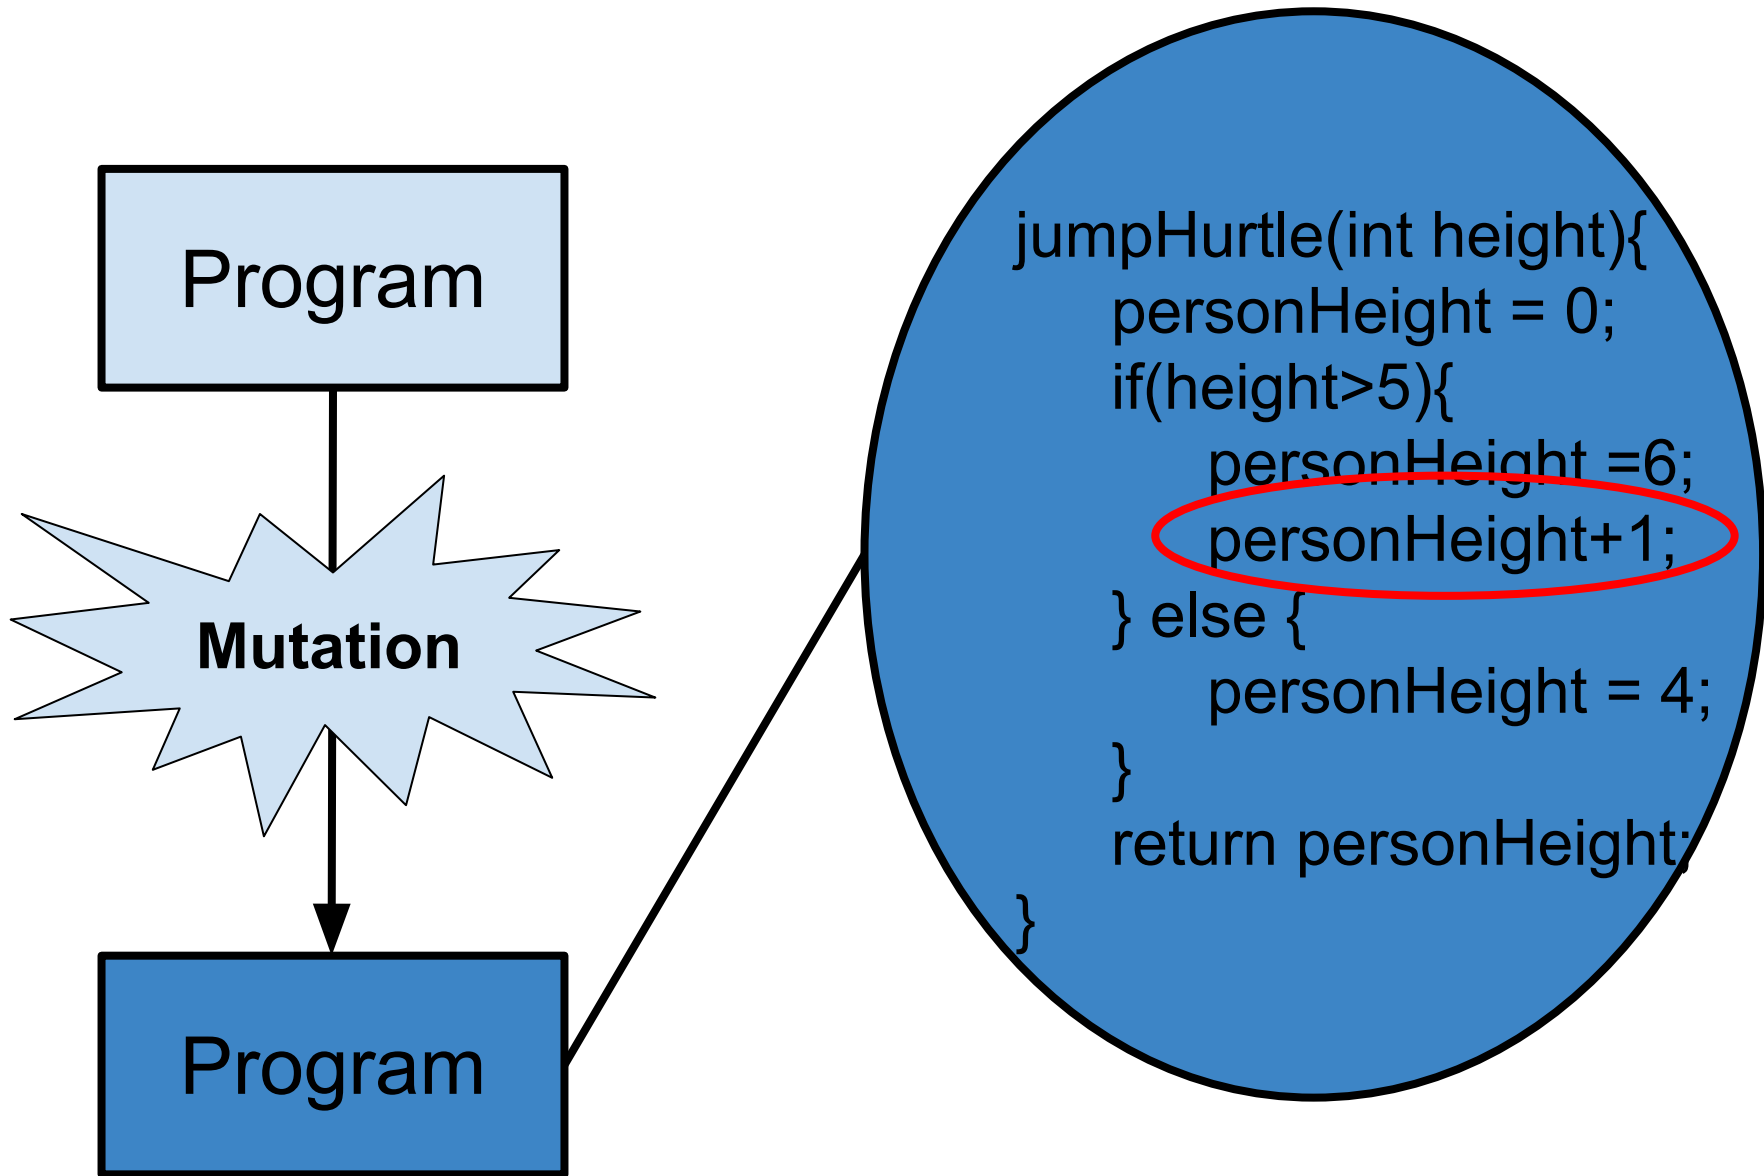 Program
Mutation
Program
jumpHurtle(int height){
personHeight = 0;
if(height>5){
personHeight =6;
personHeight+1;
} else {
personHeight = 4;
}
return personHeight;
}